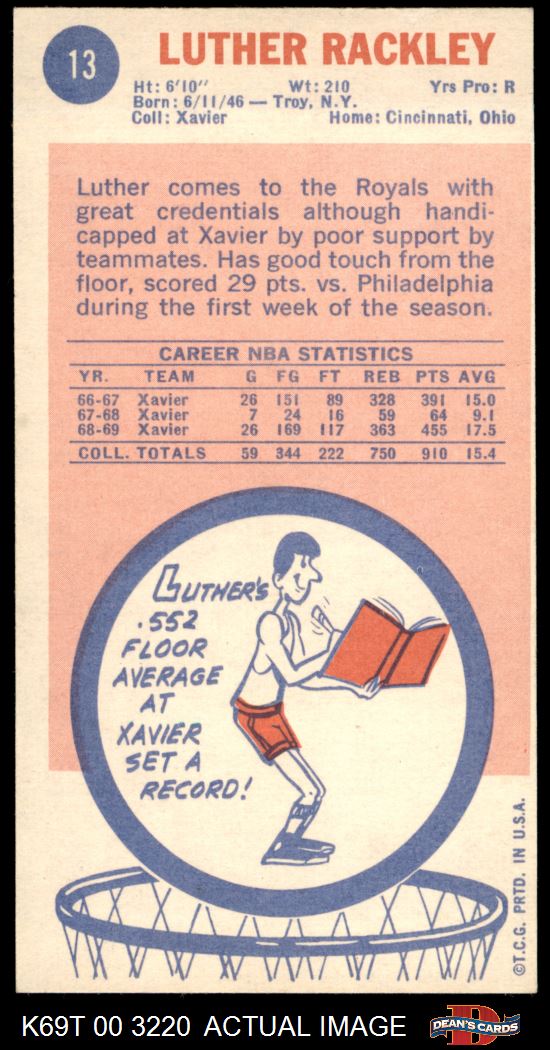 13
LUTHER RACKLEY
Ht: 6'10" Wt: 210 Yrs Pro: R
Born: 6/11/46 — Troy, N.Y.
Coll: Xavier Home: Cincinnati, Ohio
Luther comes to the Royals with
great credentials although handi-
capped at Xavier by poor support by
teammates. Has good touch from the
floor, scored 29 pts. vs. Philadelphia
during the first week of the season.
CAREER NBA STATISTICS
YR. TEAM G FG FT REB PTS AVG
66-67 Xavier 26 151 89 328 391 15.0
67-68 Xavier 7 24 16 59 64 9.1
68-69 Xavier 26 169 117 363 455 17.5
COLL. TOTALS 59 344 222 750 910 15.4
LUTHER'S
.552
FLOOR
AVERAGE
AT
XAVIER
SET A
RECORD!
©T.C.G. PRTD. IN U.S.A.
K69T 00 3220 ACTUAL IMAGE
D
DEAN'S CARDS